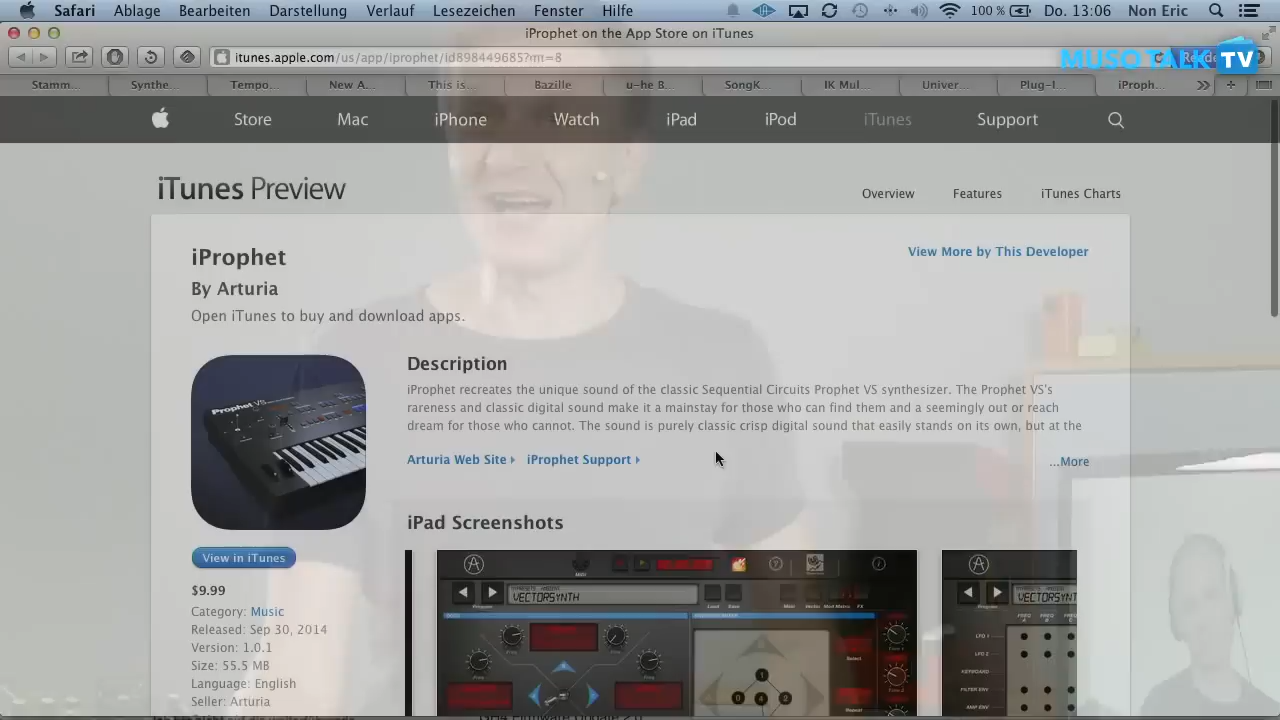 Safari Ablage Bearbeiten Darstellung Verlauf Lesezeichen Fenster Hilfe 100 % Do. 13:06 Non Eric
iProphet on the App Store on iTunes
itunes.apple.com/us/app/iprophet/id898449685?mt=8
MUSOTALK TV
Stamm... Synthe... Tempo... New A... This is... Bazille u-he B... SongK... IK Mul... Univer... Plug-I... iProph...
Store Mac iPhone Watch iPad iPod iTunes Support
iTunes Preview
Overview Features iTunes Charts
iProphet
View More by This Developer
By Arturia
Open iTunes to buy and download apps.
Prophet VS
Description
iProphet recreates the unique sound of the classic Sequential Circuits Prophet VS synthesizer. The Prophet VS's
rareness and classic digital sound make it a mainstay for those who can find them and a seemingly out or reach
dream for those who cannot. The sound is purely classic crisp digital sound that easily stands on its own, but at the
Arturia Web Site iProphet Support
...More
iPad Screenshots
View in iTunes
$9.99
Category: Music
Released: Sep 30, 2014
Version: 1.0.1
Size: 55.5 MB
Language: English
Seller: Arturia
VECTORSYNTH